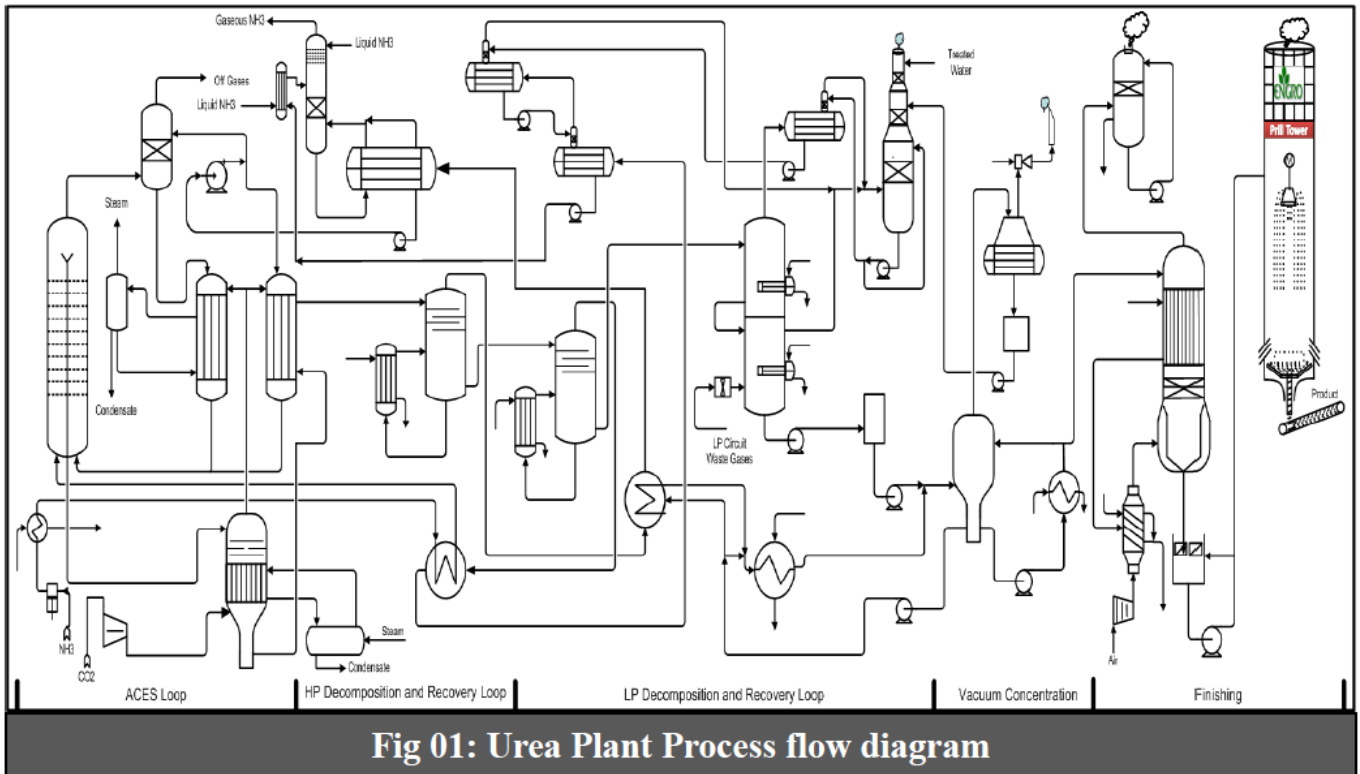 Gaseous NH3
Liquid NH3
Off Gases
Liquid NH3
Steam
Condensate
NH3
CO2
Steam
Condensate
LP Circuit
Waste Gases
Treated
Water
Air
ENGRO
Prill Tower
Product
ACES Loop
HP Decomposition and Recovery Loop
LP Decomposition and Recovery Loop
Vacuum Concentration
Finishing
Fig 01: Urea Plant Process flow diagram